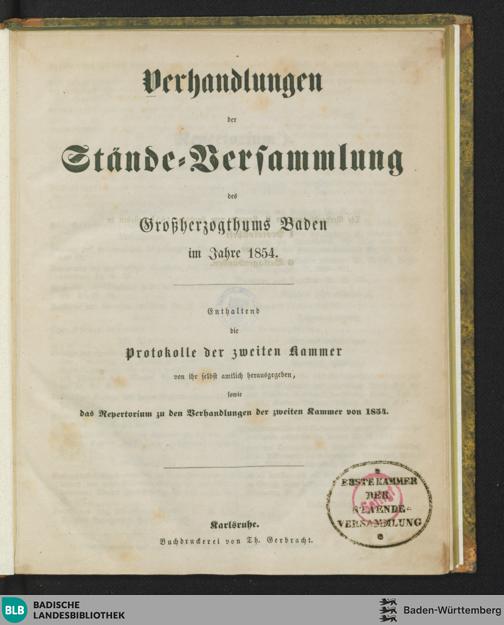 Verhandlungen
der
Stände-Versammlung
des
Großherzogthums Baden
im Jahre 1854.
Enthaltend
die
Protokolle der zweiten Kammer
von ihr selbst amtlich herausgegeben,
sowie
das Repertorium zu den Verhandlungen der zweiten Kammer von 1854.
ERSTE KAMMER
DER
STAENDE-
VERSAMMLUNG
Karlsruhe.
Buchdruckerei von Th. Gerbracht.
BLB
BADISCHE
LANDESBIBLIOTHEK
Baden-Württemberg